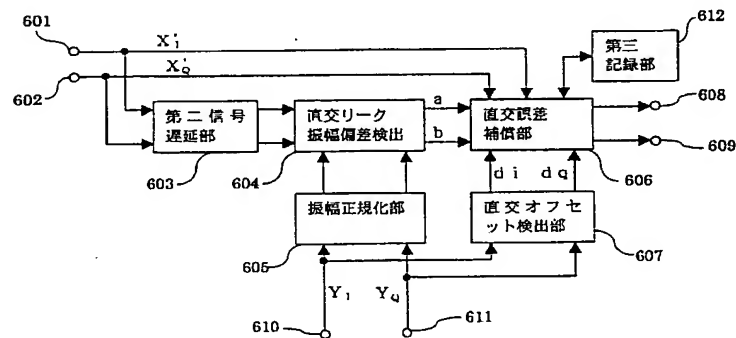 601
X'I
612
第三
記録部
602
X'Q
a
608
第二信号
遅延部
直交リーク
振幅偏差検出
直交誤差
補償部
b
609
603
604
di
dq
606
振幅正規化部
直交オフセ
ット検出部
605
607
YI
YQ
610
611